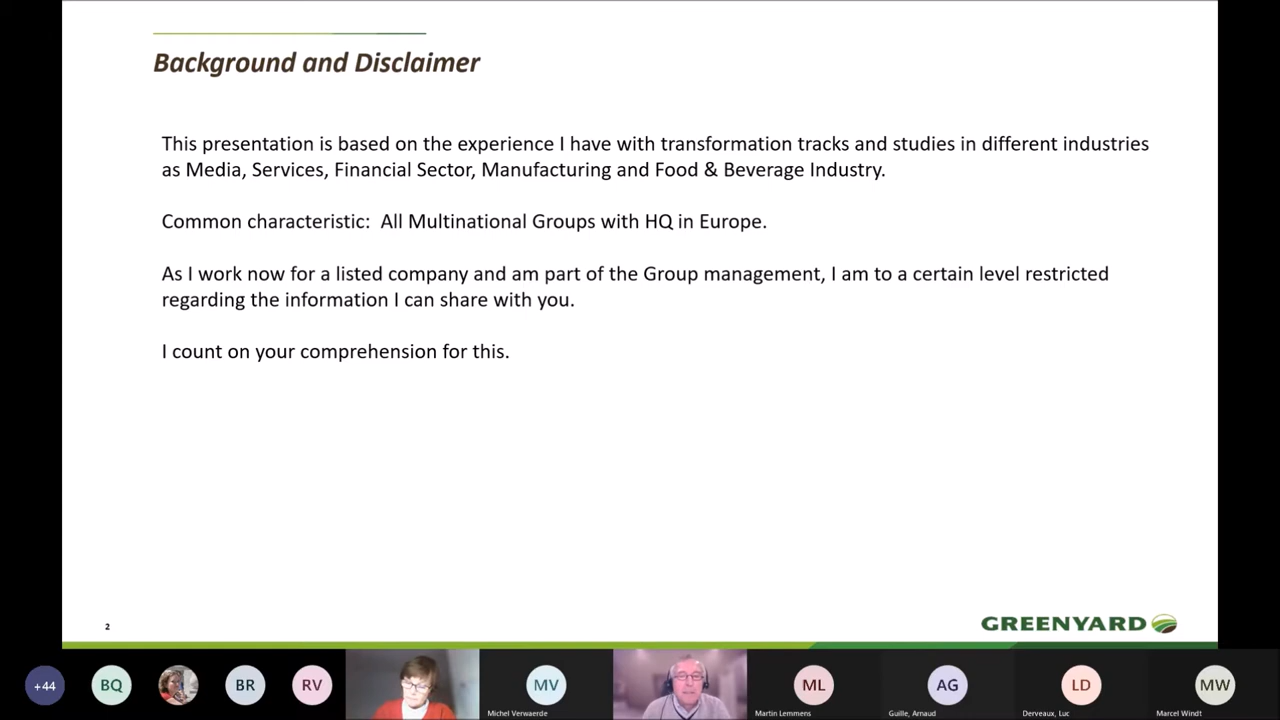 Background and Disclaimer
This presentation is based on the experience I have with transformation tracks and studies in different industries
as Media, Services, Financial Sector, Manufacturing and Food & Beverage Industry.
Common characteristic:  All Multinational Groups with HQ in Europe.
As I work now for a listed company and am part of the Group management, I am to a certain level restricted
regarding the information I can share with you.
I count on your comprehension for this.
2
GREENYARD
+44
BQ
BR
RV
MV
Michel Verwaerde
ML
Martin Lemmens
AG
Guille, Arnaud
LD
Derveaux, Luc
MW
Marcel Windt